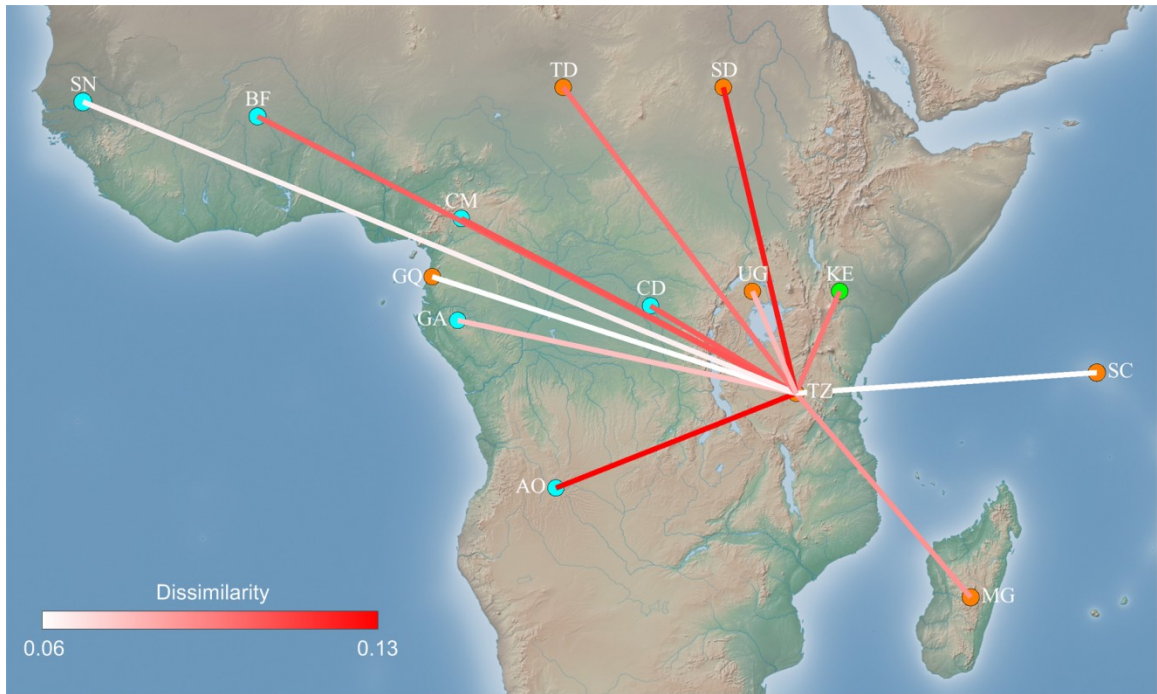 TD
SD
SN
BF
CM
GQ
CD
UG
KE
GA
SC
TZ
AO
Dissimilarity
MG
0.06
0.13